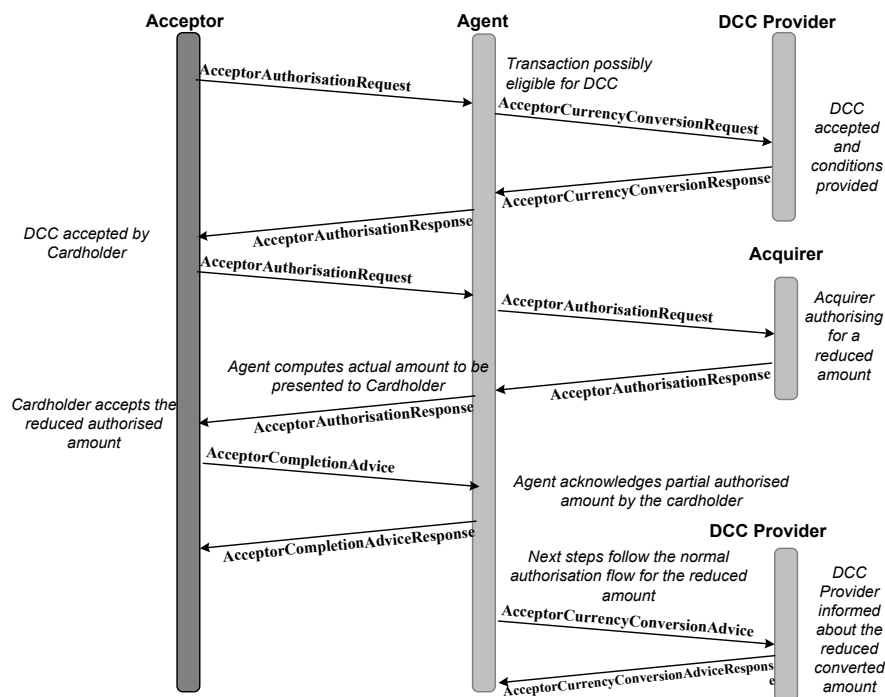 Acceptor
Agent
DCC Provider
AcceptorAuthorisationRequest
Transaction possibly
eligible for DCC
AcceptorCurrencyConversionRequest
DCC
accepted
and
conditions
provided
AcceptorCurrencyConversionResponse
AcceptorAuthorisationResponse
DCC accepted by
Cardholder
AcceptorAuthorisationRequest
Acquirer
AcceptorAuthorisationRequest
Acquirer
authorising
for a
reduced
amount
Agent computes actual amount to be
presented to Cardholder
AcceptorAuthorisationResponse
AcceptorAuthorisationResponse
Cardholder accepts the
reduced authorised
amount
AcceptorCompletionAdvice
Agent acknowledges partial authorised
amount by the cardholder
AcceptorCompletionAdviceResponse
DCC Provider
Next steps follow the normal
authorisation flow for the reduced
amount
AcceptorCurrencyConversionAdvice
DCC
Provider
informed
about the
reduced
converted
amount
AcceptorCurrencyConversionAdviceRespons
e